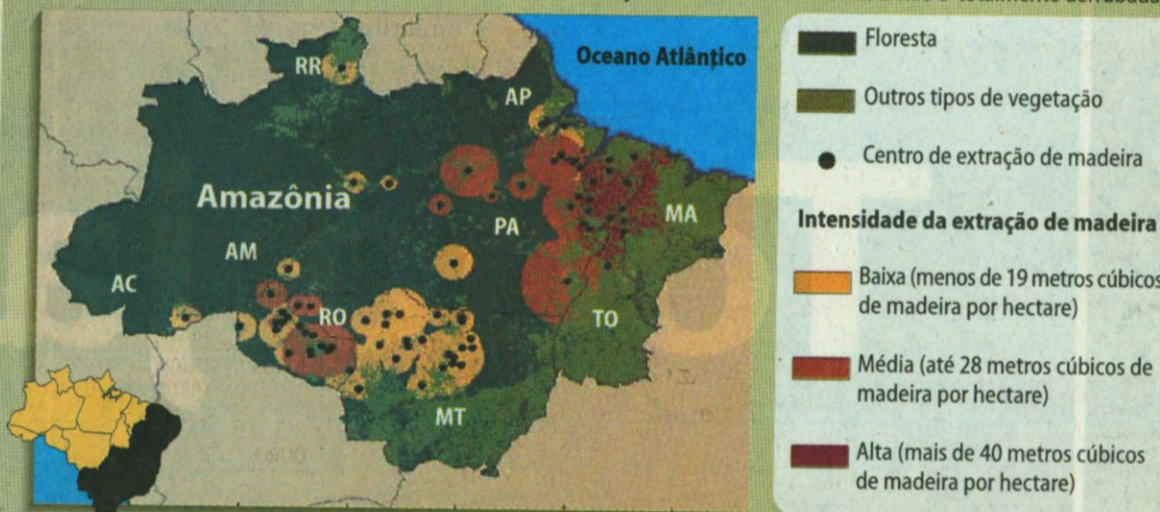 Oceano Atlântico
RR
AP
Amazônia
MA
PA
AM
AC
RO
TO
MT
Floresta
Outros tipos de vegetação
Centro de extração de madeira
Intensidade da extração de madeira
Baixa (menos de 19 metros cúbicos
de madeira por hectare)
Média (até 28 metros cúbicos de
madeira por hectare)
Alta (mais de 40 metros cúbicos
de madeira por hectare)